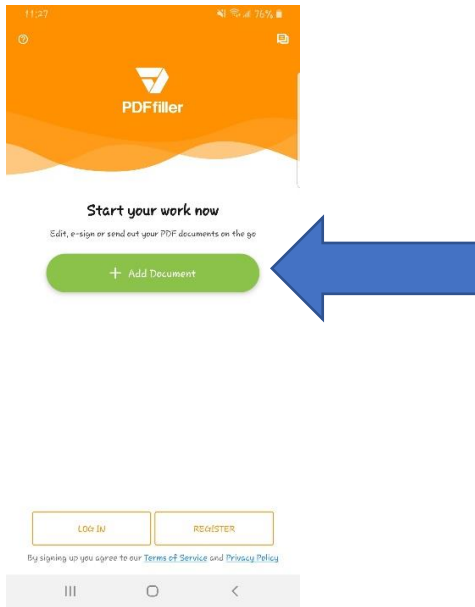 11:27 76%
PDFfiller
Start your work now
Edit, e-sign or send out your PDF documents on the go
+ Add Document
LOG IN REGISTER
By signing up you agree to our Terms of Service and Privacy Policy